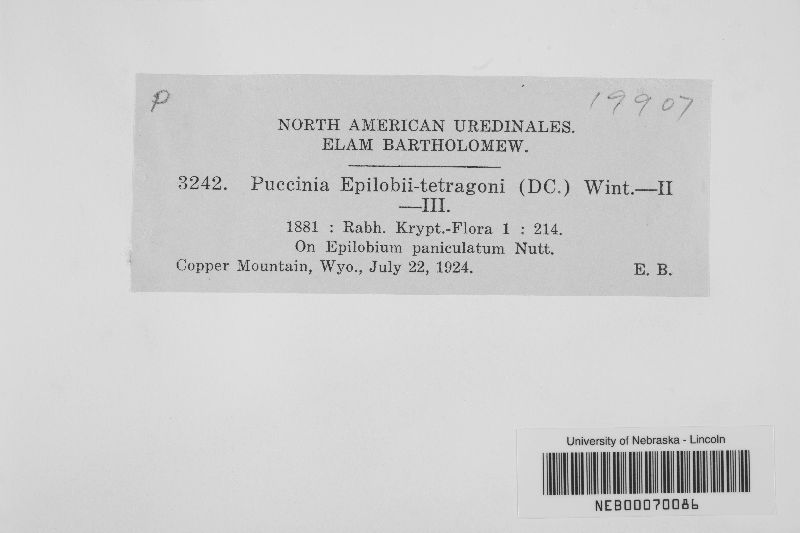 P
19907
NORTH AMERICAN UREDINALES.
ELAM BARTHOLOMEW.
3242. Puccinia Epilobii-tetragoni (DC.) Wint.—II
—III.
1881 : Rabh. Krypt.-Flora 1 : 214.
On Epilobium paniculatum Nutt.
Copper Mountain, Wyo., July 22, 1924. E. B.
University of Nebraska - Lincoln
NEB00070086